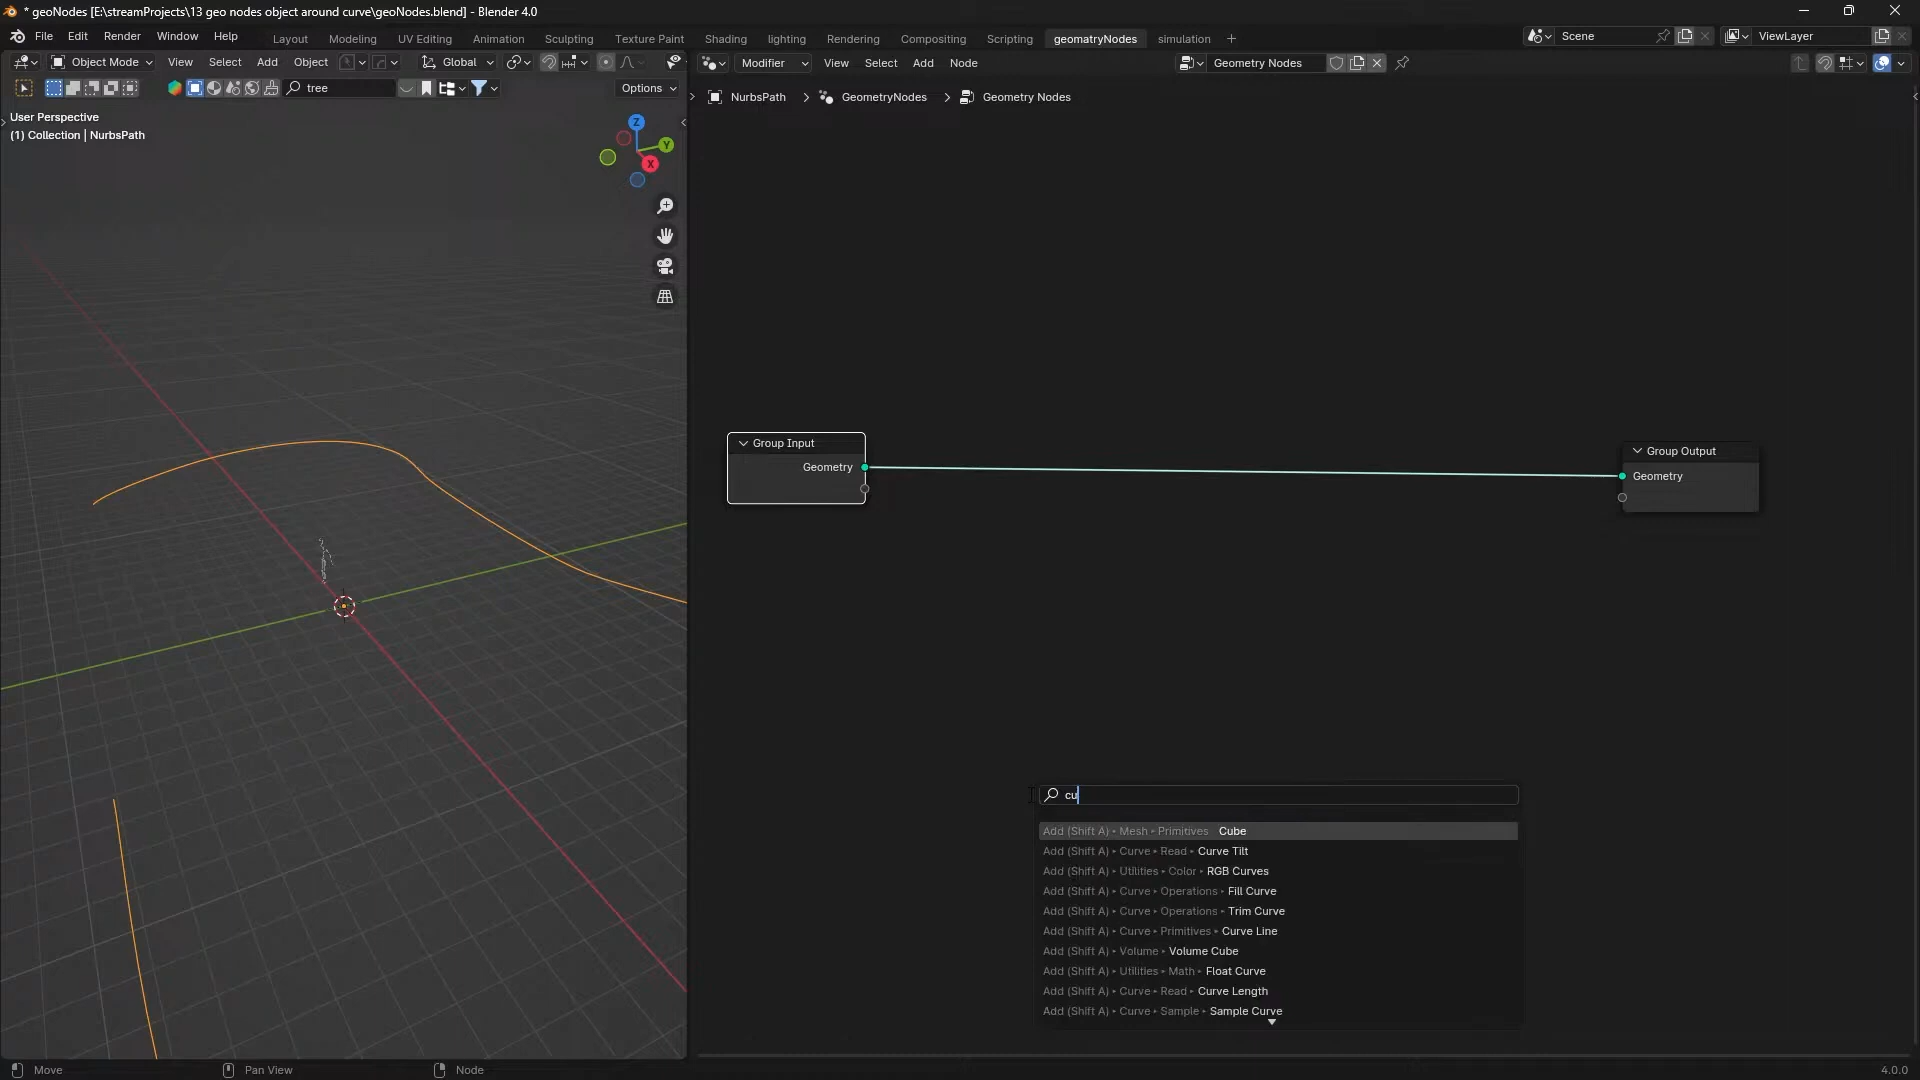 * geoNodes [E:\streamProjects\13 geo nodes object around curve\geoNodes.blend] - Blender 4.0
File Edit Render Window Help Layout Modeling UV Editing Animation Sculpting Texture Paint Shading lighting Rendering Compositing Scripting geomatryNodes simulation + Scene ViewLayer
Object Mode View Select Add Object Global
Modifier View Select Add Node Geometry Nodes
tree Options
User Perspective
(1) Collection | NurbsPath
Z
Y
X
NurbsPath GeometryNodes Geometry Nodes
Group Input
Geometry
Group Output
Geometry
cu
Add (Shift A) Mesh Primitives Cube
Add (Shift A) Curve Read Curve Tilt
Add (Shift A) Utilities Color RGB Curves
Add (Shift A) Curve Operations Fill Curve
Add (Shift A) Curve Operations Trim Curve
Add (Shift A) Curve Primitives Curve Line
Add (Shift A) Volume Volume Cube
Add (Shift A) Utilities Math Float Curve
Add (Shift A) Curve Read Curve Length
Add (Shift A) Curve Sample Sample Curve
Move Pan View Node 4.0.0